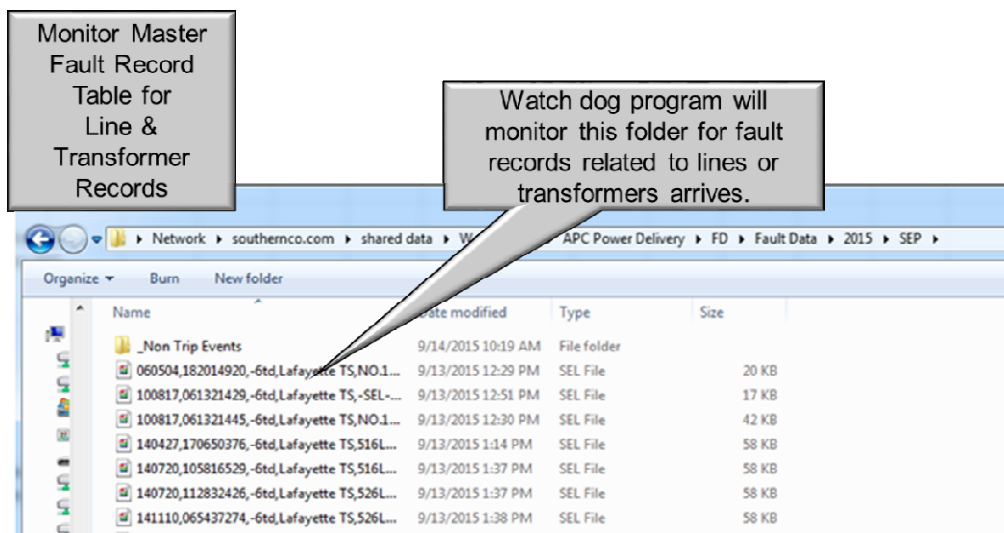 Monitor Master
Fault Record
Table for
Line &
Transformer
Records
Watch dog program will
monitor this folder for fault
records related to lines or
transformers arrives.
Network southernco.com shared data APC Power Delivery FD Fault Data 2015 SEP
Organize Burn New folder
Name Date modified Type Size
_Non Trip Events 9/14/2015 10:19 AM File folder
060504,182014920,-6td,Lafayette TS,NO.1... 9/13/2015 12:29 PM SEL File 20 KB
100817,061321429,-6td,Lafayette TS,-SEL-... 9/13/2015 12:51 PM SEL File 17 KB
100817,061321445,-6td,Lafayette TS,NO.1... 9/13/2015 12:30 PM SEL File 42 KB
140427,170650376,-6td,Lafayette TS,516L... 9/13/2015 1:14 PM SEL File 58 KB
140720,105816529,-6td,Lafayette TS,516L... 9/13/2015 1:37 PM SEL File 58 KB
140720,112832426,-6td,Lafayette TS,526L... 9/13/2015 1:37 PM SEL File 58 KB
141110,065437274,-6td,Lafayette TS,526L... 9/13/2015 1:38 PM SEL File 58 KB